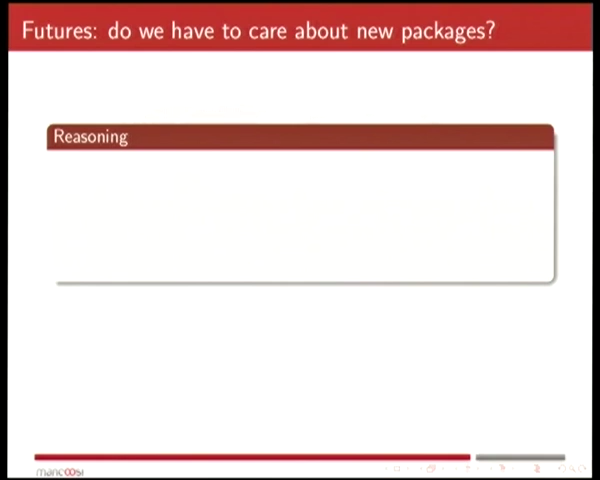 Futures: do we have to care about new packages?
Reasoning
mancoosi